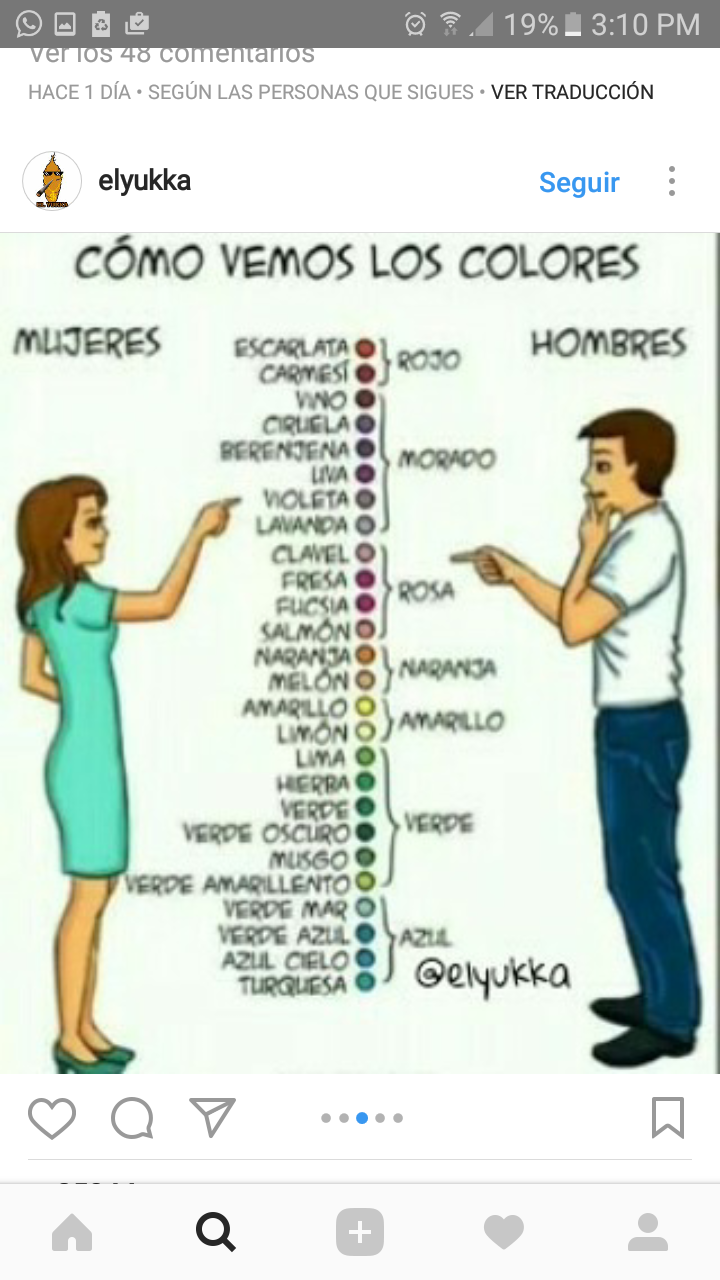 19% 3:10 PM
Ver los 48 comentarios
HACE 1 DÍA • SEGÚN LAS PERSONAS QUE SIGUES • VER TRADUCCIÓN
elyukka
Seguir
CÓMO VEMOS LOS COLORES
MUJERES
HOMBRES
ESCARLATA
CARMESÍ
ROJO
VINO
CIRUELA
BERENJENA
UVA
VIOLETA
LAVANDA
MORADO
CLAVEL
FRESA
FUCSIA
SALMÓN
ROSA
NARANJA
MELÓN
NARANJA
AMARILLO
LIMÓN
AMARILLO
LIMA
HIERBA
VERDE
VERDE OSCURO
MUSGO
VERDE AMARILLENTO
VERDE
VERDE MAR
VERDE AZUL
AZUL CIELO
TURQUESA
AZUL
@elyukka